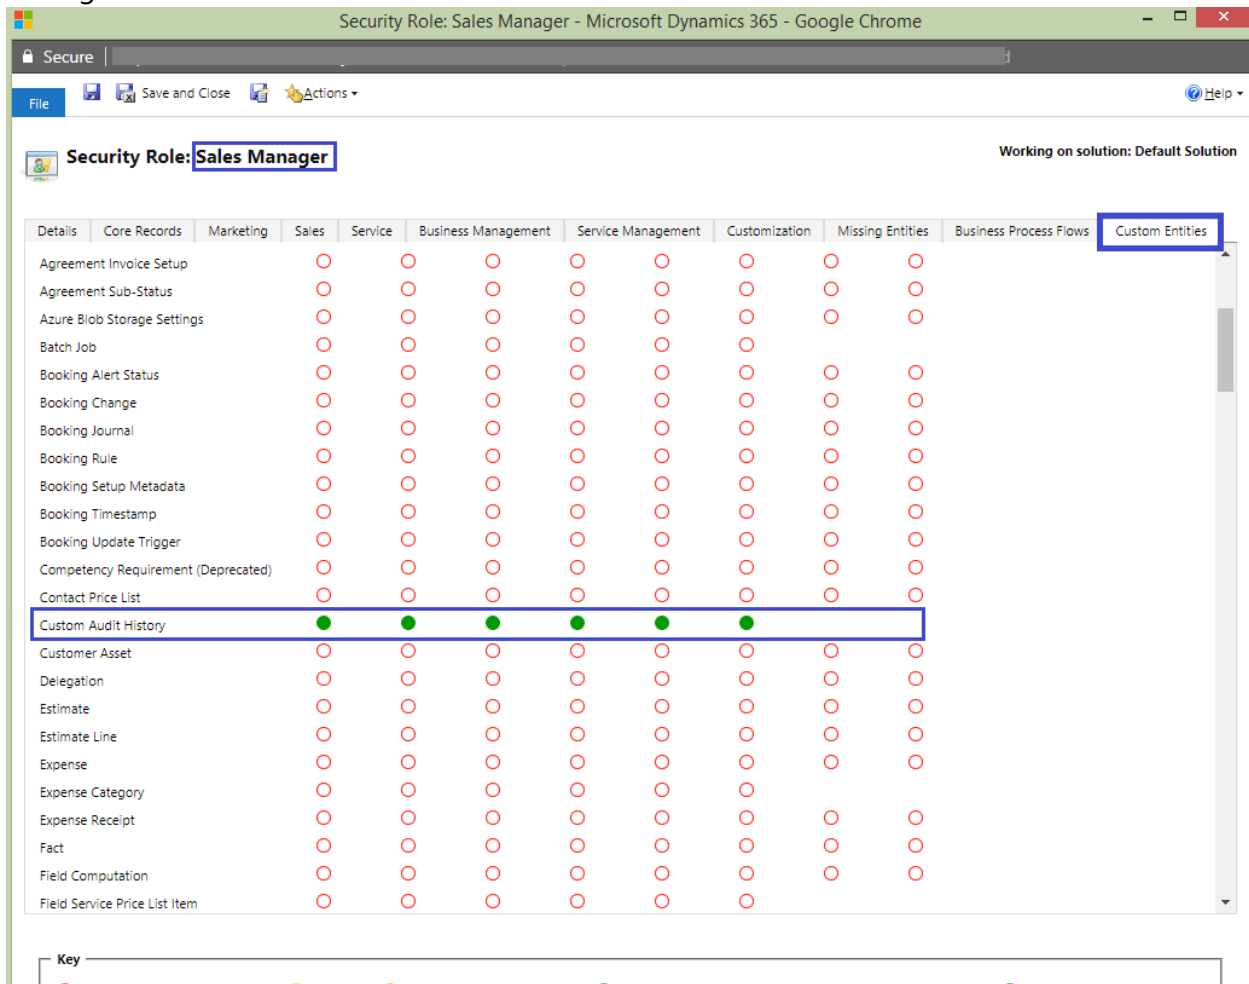 Security Role: Sales Manager - Microsoft Dynamics 365 - Google Chrome
Secure
File Save and Close Actions Help
Security Role: Sales Manager
Working on solution: Default Solution
Details Core Records Marketing Sales Service Business Management Service Management Customization Missing Entities Business Process Flows Custom Entities
Agreement Invoice Setup
Agreement Sub-Status
Azure Blob Storage Settings
Batch Job
Booking Alert Status
Booking Change
Booking Journal
Booking Rule
Booking Setup Metadata
Booking Timestamp
Booking Update Trigger
Competency Requirement (Deprecated)
Contact Price List
Custom Audit History
Customer Asset
Delegation
Estimate
Estimate Line
Expense
Expense Category
Expense Receipt
Fact
Field Computation
Field Service Price List Item
Key